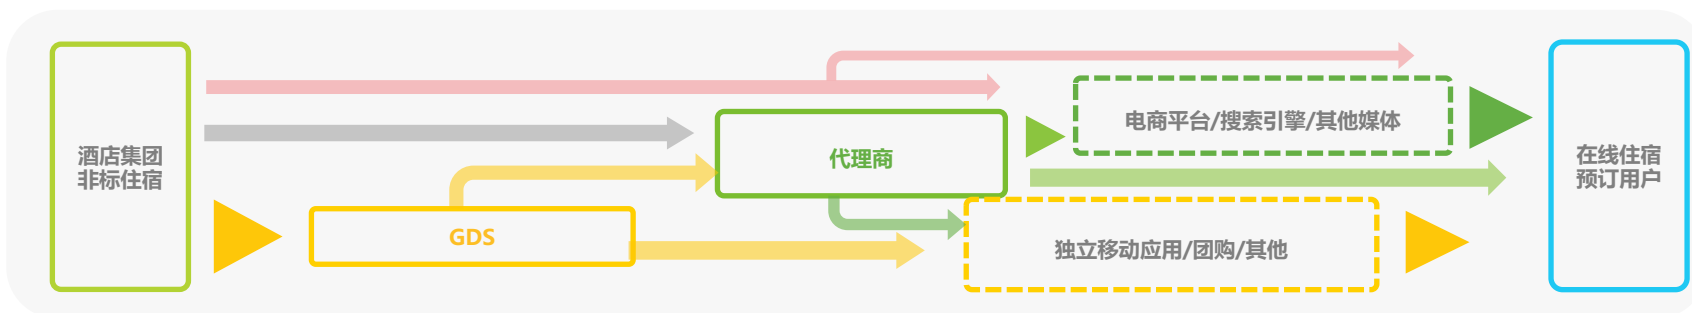 酒店集团
非标住宿
GDS
代理商
电商平台/搜索引擎/其他媒体
独立移动应用/团购/其他
在线住宿
预订用户